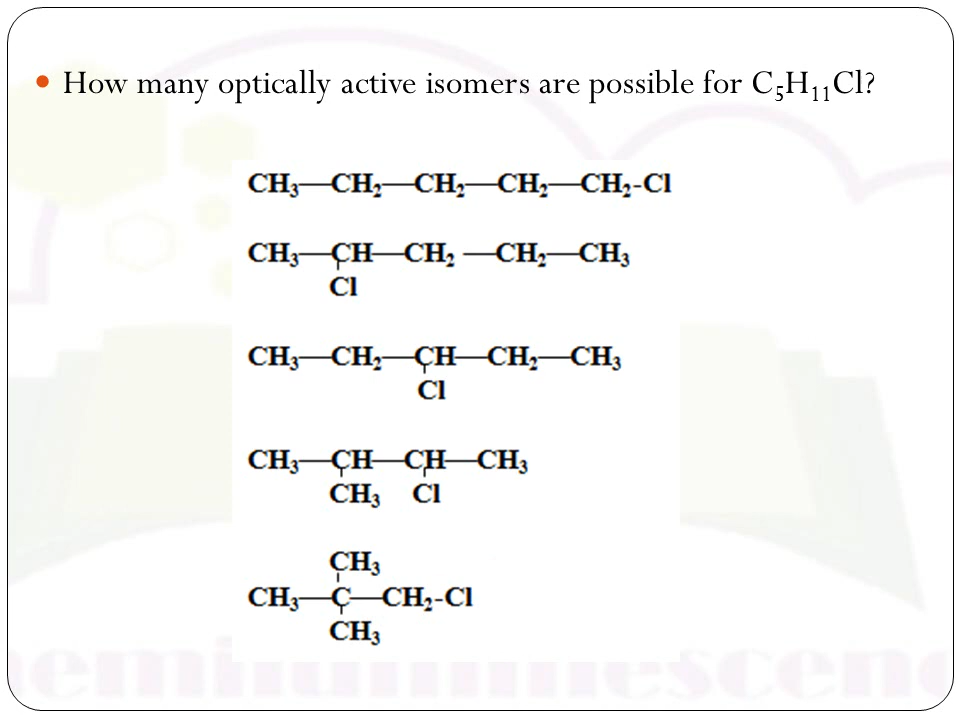 How many optically active isomers are possible for C₅H₁₁Cl?
CH₃—CH₂—CH₂—CH₂—CH₂-Cl
CH₃—CH—CH₂ —CH₂—CH₃
Cl
CH₃—CH₂—CH—CH₂—CH₃
Cl
CH₃—CH—CH—CH₃
CH₃ Cl
CH₃
CH₃—C—CH₂-Cl
CH₃